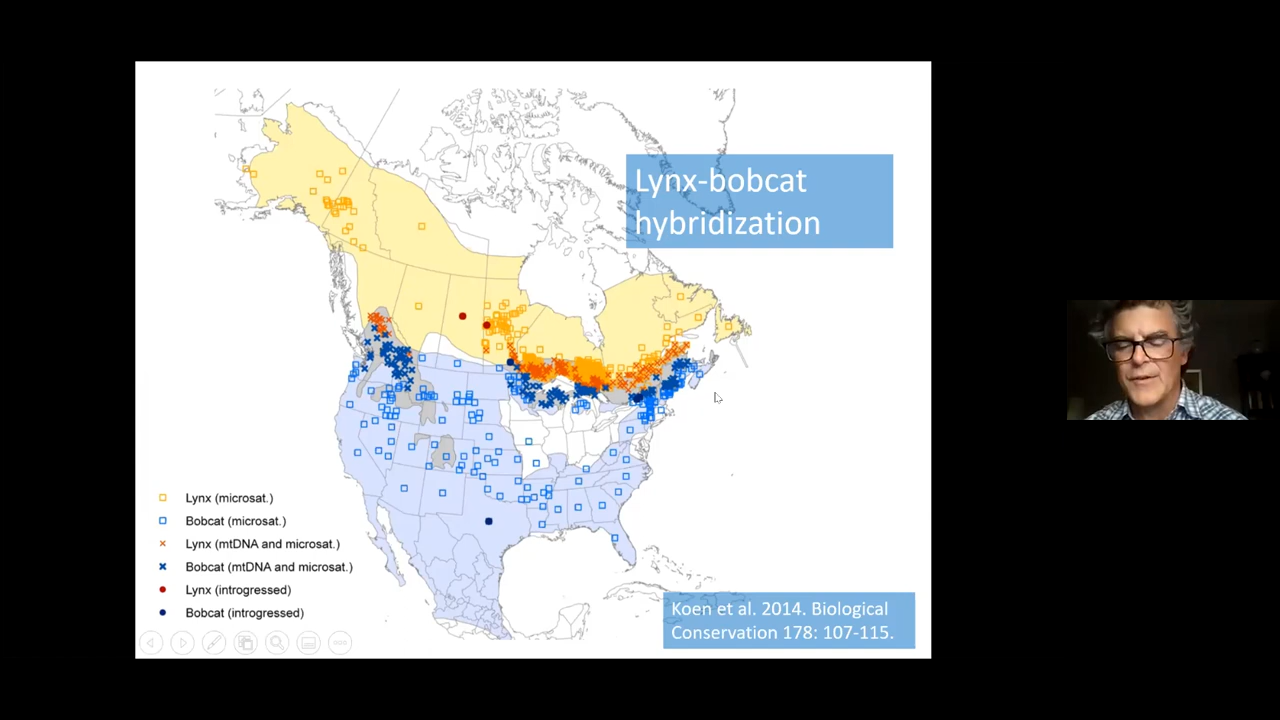 Lynx-bobcat
hybridization
Lynx (microsat.)
Bobcat (microsat.)
Lynx (mtDNA and microsat.)
Bobcat (mtDNA and microsat.)
Lynx (introgressed)
Bobcat (introgressed)
Koen et al. 2014. Biological
Conservation 178: 107-115.